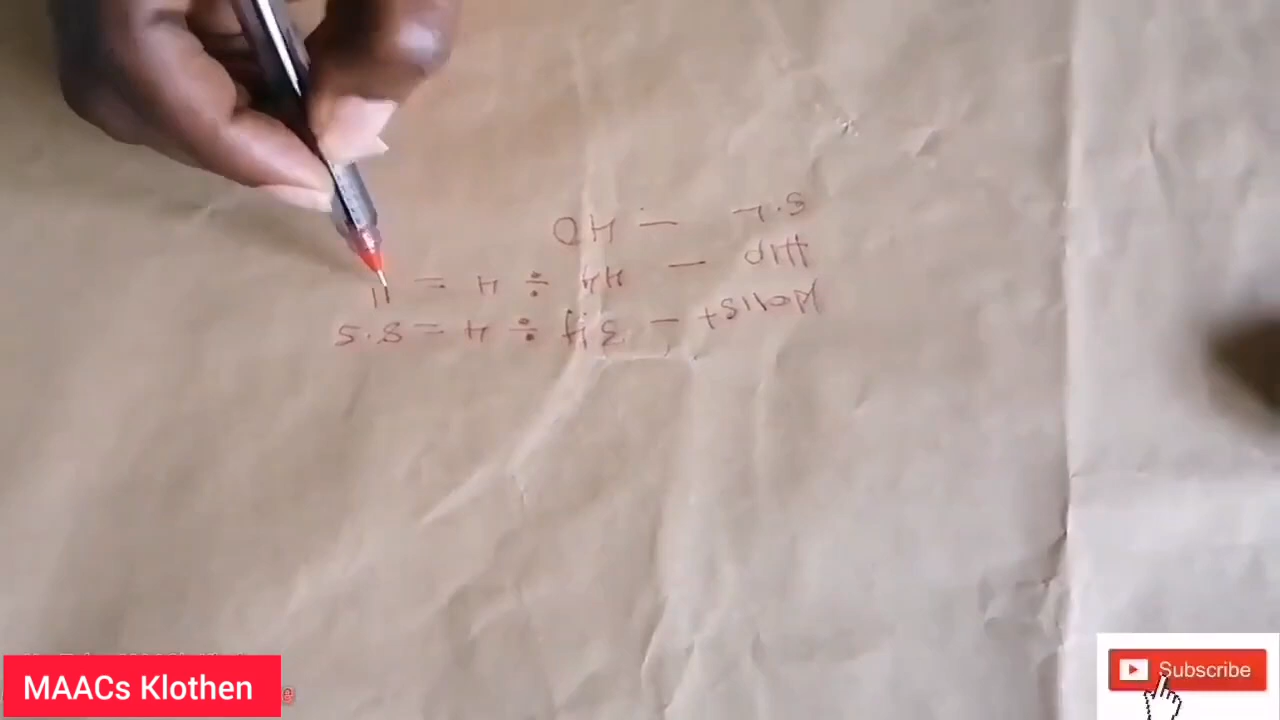 Waist - 34 ÷ 4 = 8.5
Hip - 44 ÷ 4 = 11
S.L - 40
MAACs Klothen
Subscribe